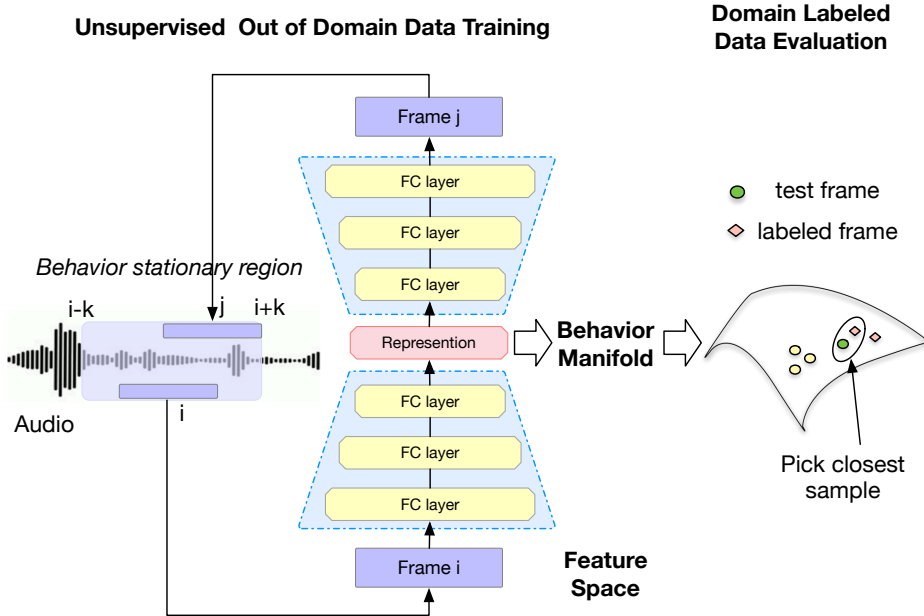 Unsupervised Out of Domain Data Training
Domain Labeled
Data Evaluation
Frame j
FC layer
FC layer
FC layer
test frame
labeled frame
Behavior stationary region
i-k
j
i+k
Represention
Behavior
Manifold
Audio
i
FC layer
FC layer
FC layer
Pick closest
sample
Frame i
Feature
Space